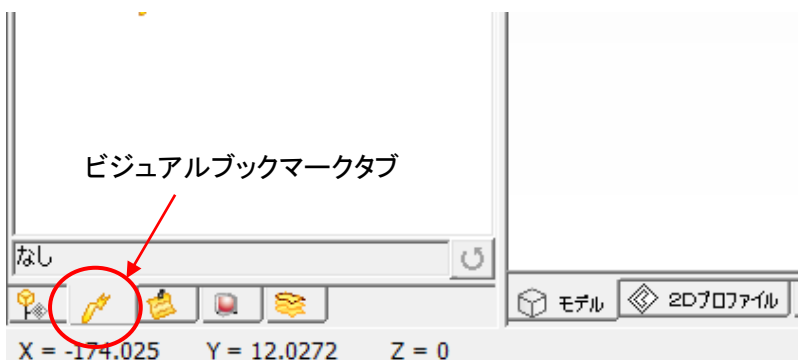 ビジュアルブックマークタブ
なし
モデル 2Dプロファイル
X = -174.025 Y = 12.0272 Z = 0